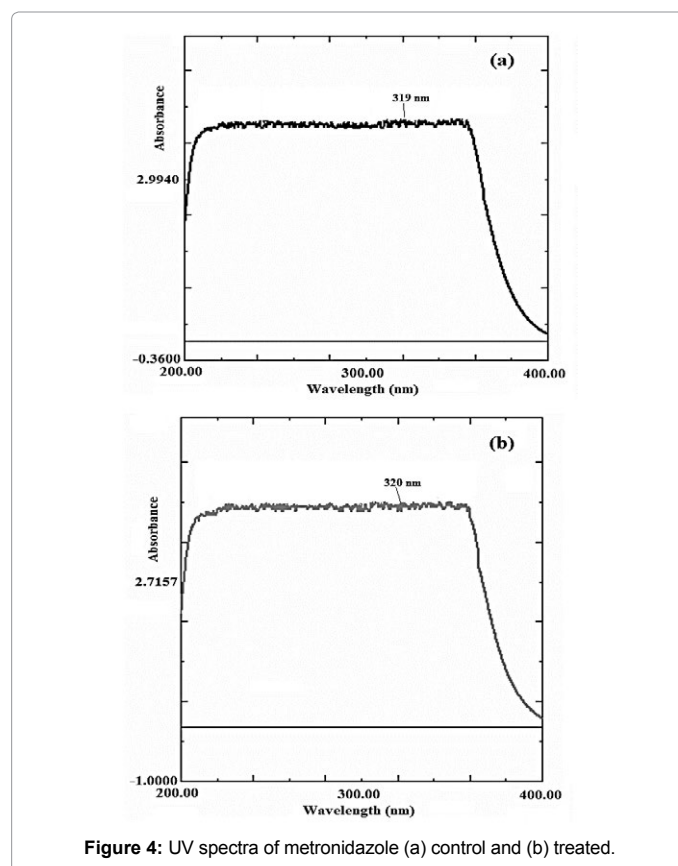 (a)
319 nm
Absorbance
2.9940
-0.3600
200.00 300.00 400.00
Wavelength (nm)
(b)
320 nm
Absorbance
2.7157
-1.0000
200.00 300.00 400.00
Wavelength (nm)
Figure 4: UV spectra of metronidazole (a) control and (b) treated.